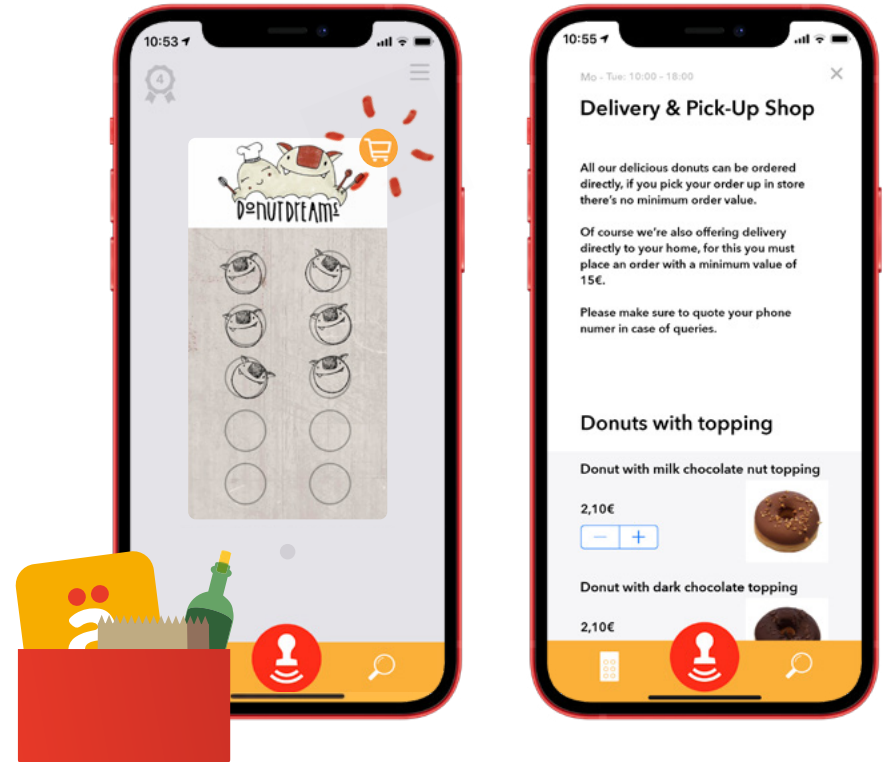 10:53
4
DONUTDREAMS
ä
10:55
Mo - Tue: 10:00 - 18:00
Delivery & Pick-Up Shop
All our delicious donuts can be ordered
directly, if you pick your order up in store
there's no minimum order value.
Of course we're also offering delivery
directly to your home, for this you must
place an order with a minimum value of
15€.
Please make sure to quote your phone
numer in case of queries.
Donuts with topping
Donut with milk chocolate nut topping
2,10€
Donut with dark chocolate topping
2,10€